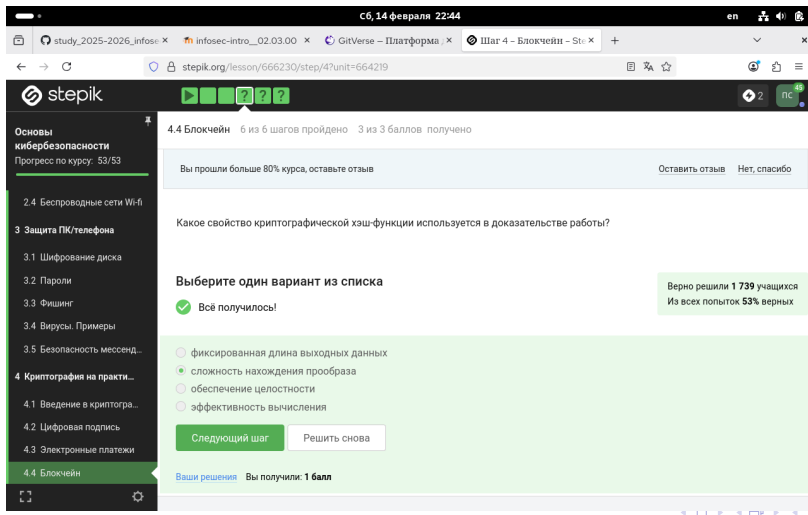 Сб, 14 февраля 22:44
en
study_2025-2026_infose
infosec-intro__02.03.00
GitVerse – Платформа
Шаг 4 – Блокчейн – Ste
stepik.org/lesson/666230/step/4?unit=664219
stepik
? ? ?
2
ПС
45
Основы кибербезопасности
Прогресс по курсу: 53/53
2.4 Беспроводные сети Wi-fi
3 Защита ПК/телефона
3.1 Шифрование диска
3.2 Пароли
3.3 Фишинг
3.4 Вирусы. Примеры
3.5 Безопасность мессенд...
4 Криптография на практи...
4.1 Введение в криптогра...
4.2 Цифровая подпись
4.3 Электронные платежи
4.4 Блокчейн
4.4 Блокчейн 6 из 6 шагов пройдено 3 из 3 баллов получено
Вы прошли больше 80% курса, оставьте отзыв
Оставить отзыв Нет, спасибо
Какое свойство криптографической хэш-функции используется в доказательстве работы?
Выберите один вариант из списка
Всё получилось!
Верно решили 1 739 учащихся
Из всех попыток 53% верных
фиксированная длина выходных данных
сложность нахождения прообраза
обеспечение целостности
эффективность вычисления
Следующий шаг
Решить снова
Ваши решения Вы получили: 1 балл